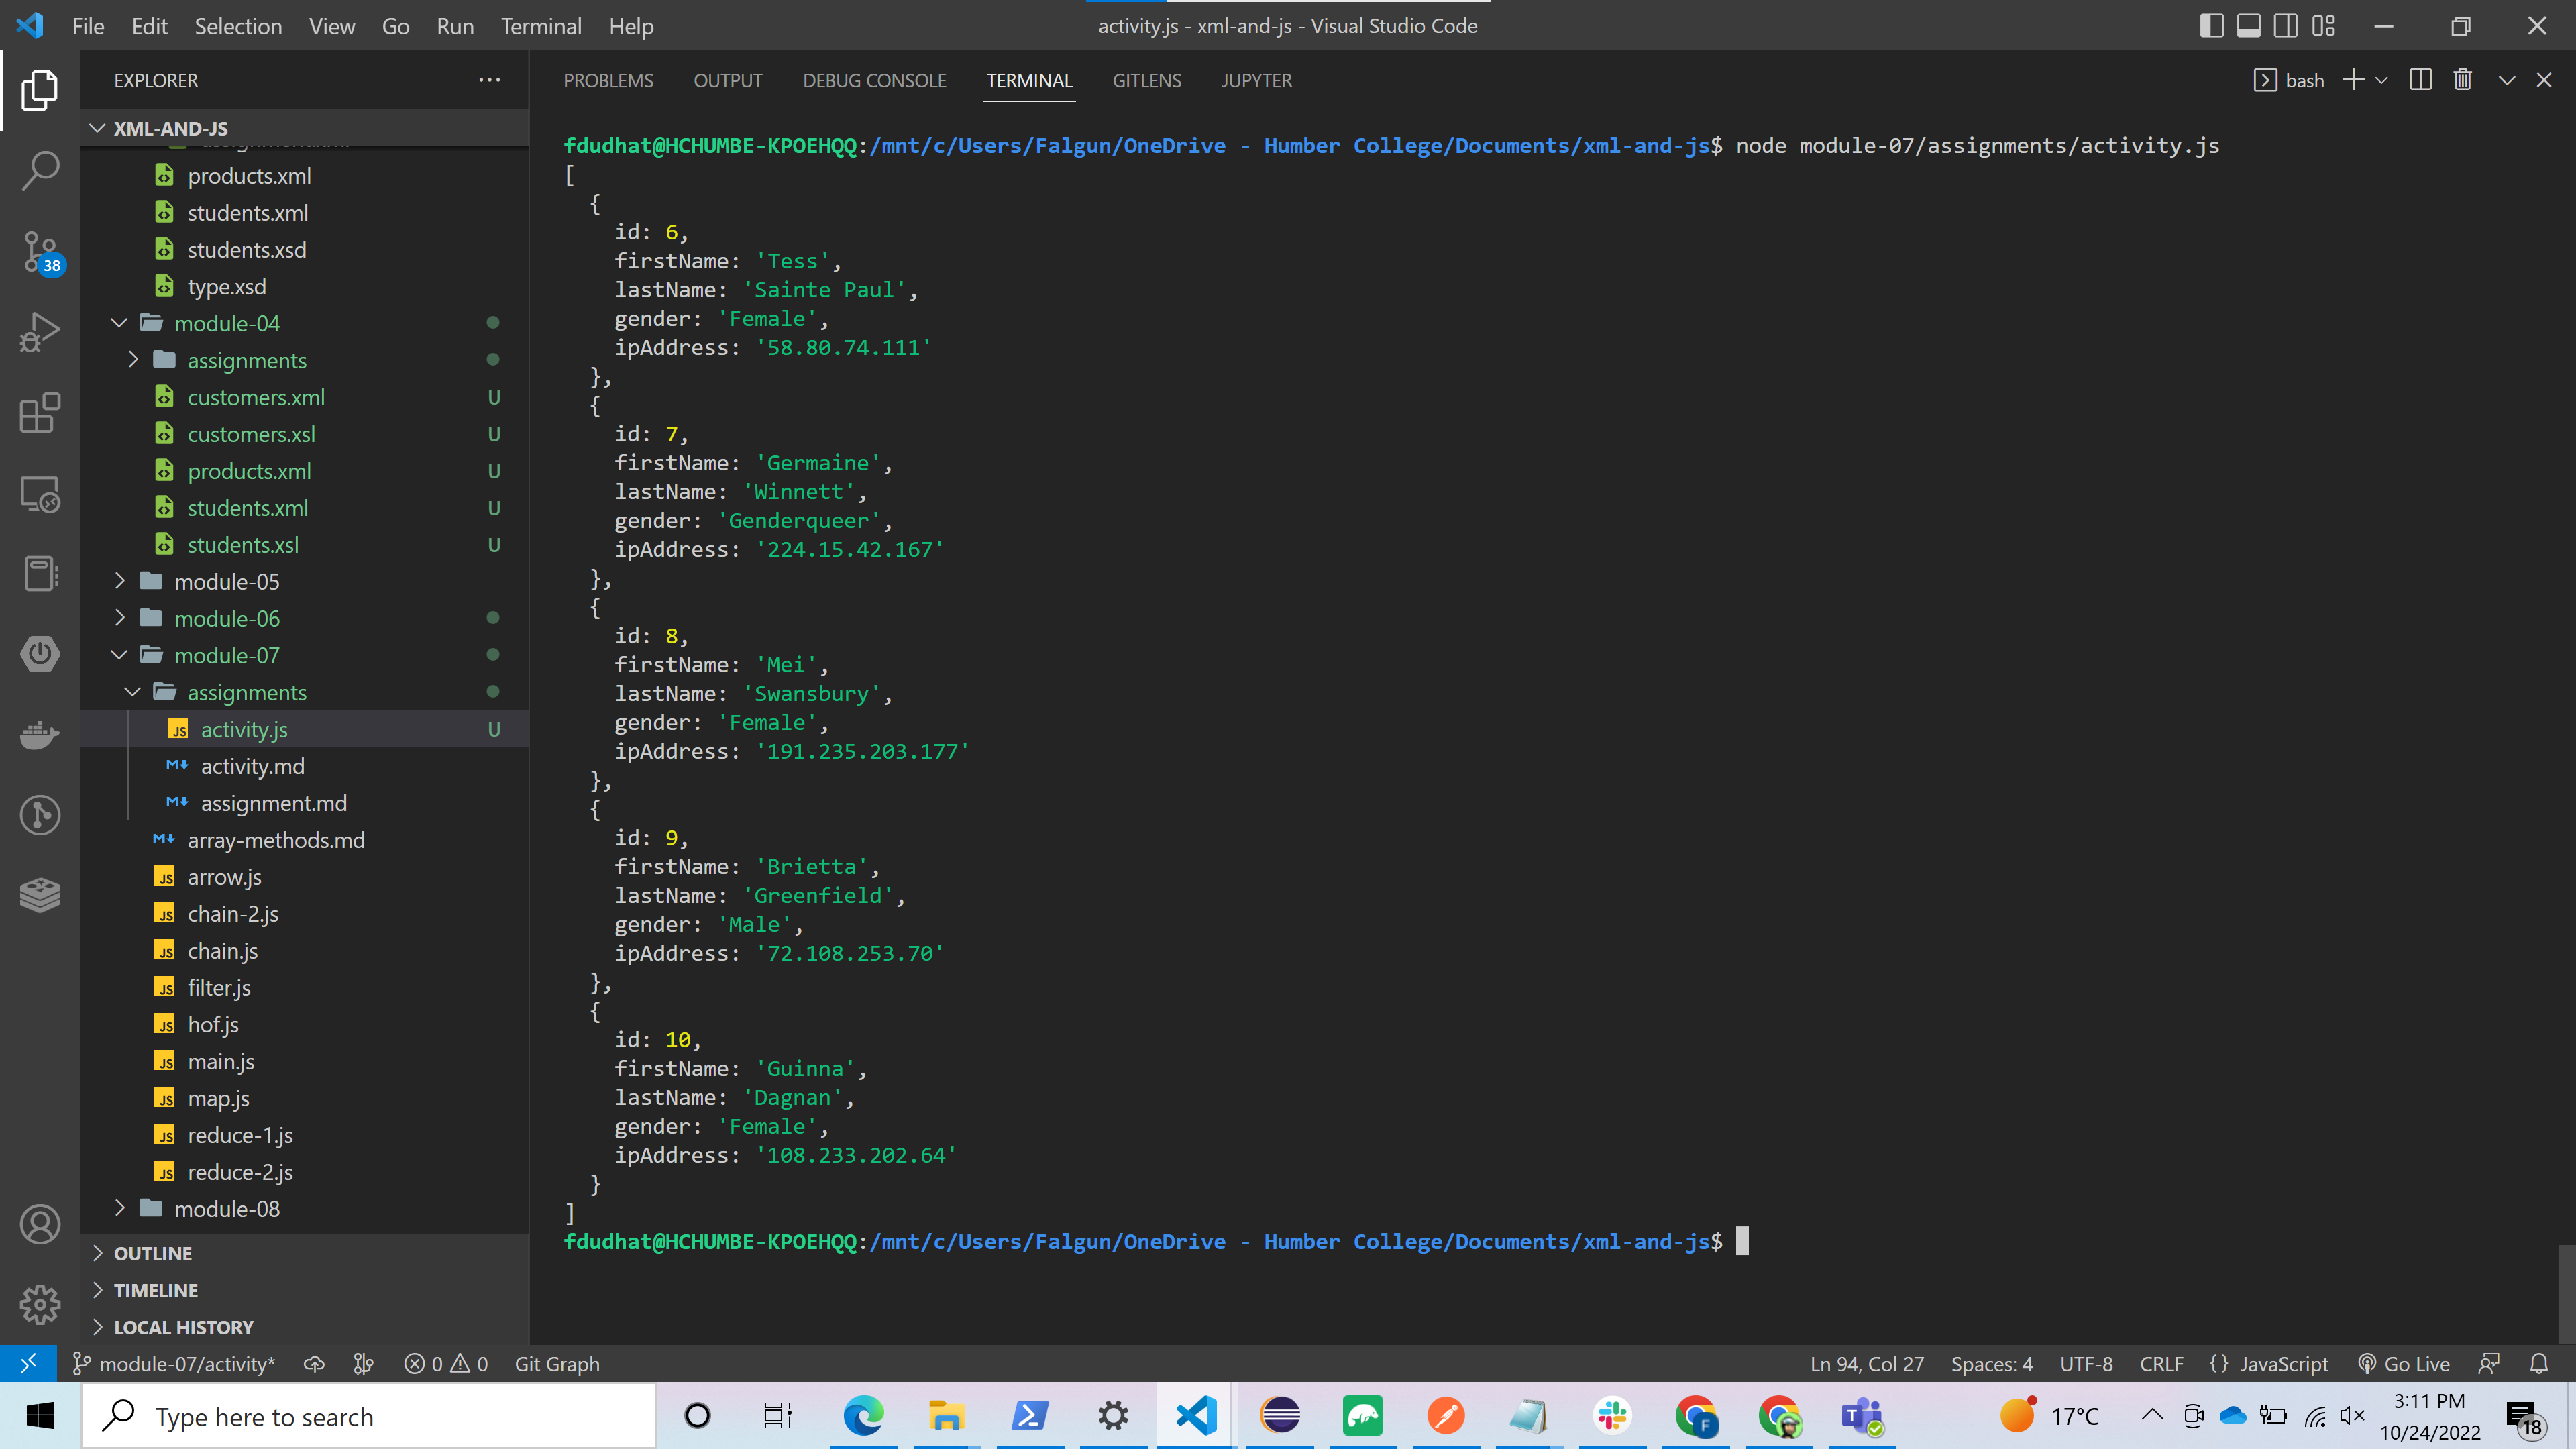 File Edit Selection View Go Run Terminal Help
activity.js - xml-and-js - Visual Studio Code
EXPLORER
XML-AND-JS
products.xml
students.xml
students.xsd
type.xsd
module-04
assignments
customers.xml U
customers.xsl U
products.xml U
students.xml U
students.xsl U
module-05
module-06
module-07
assignments
JS activity.js U
activity.md
assignment.md
array-methods.md
JS arrow.js
JS chain-2.js
JS chain.js
JS filter.js
JS hof.js
JS main.js
JS map.js
JS reduce-1.js
JS reduce-2.js
module-08
OUTLINE
TIMELINE
LOCAL HISTORY
38
PROBLEMS OUTPUT DEBUG CONSOLE TERMINAL GITLENS JUPYTER
bash
fdudhat@HCHUMBE-KPOEHQQ:/mnt/c/Users/Falgun/OneDrive - Humber College/Documents/xml-and-js$ node module-07/assignments/activity.js
[
{
id: 6,
firstName: 'Tess',
lastName: 'Sainte Paul',
gender: 'Female',
ipAddress: '58.80.74.111'
},
{
id: 7,
firstName: 'Germaine',
lastName: 'Winnett',
gender: 'Genderqueer',
ipAddress: '224.15.42.167'
},
{
id: 8,
firstName: 'Mei',
lastName: 'Swansbury',
gender: 'Female',
ipAddress: '191.235.203.177'
},
{
id: 9,
firstName: 'Brietta',
lastName: 'Greenfield',
gender: 'Male',
ipAddress: '72.108.253.70'
},
{
id: 10,
firstName: 'Guinna',
lastName: 'Dagnan',
gender: 'Female',
ipAddress: '108.233.202.64'
}
]
fdudhat@HCHUMBE-KPOEHQQ:/mnt/c/Users/Falgun/OneDrive - Humber College/Documents/xml-and-js$
module-07/activity* 0 0 Git Graph
Ln 94, Col 27 Spaces: 4 UTF-8 CRLF {} JavaScript Go Live
Type here to search
17°C
3:11 PM
10/24/2022
18